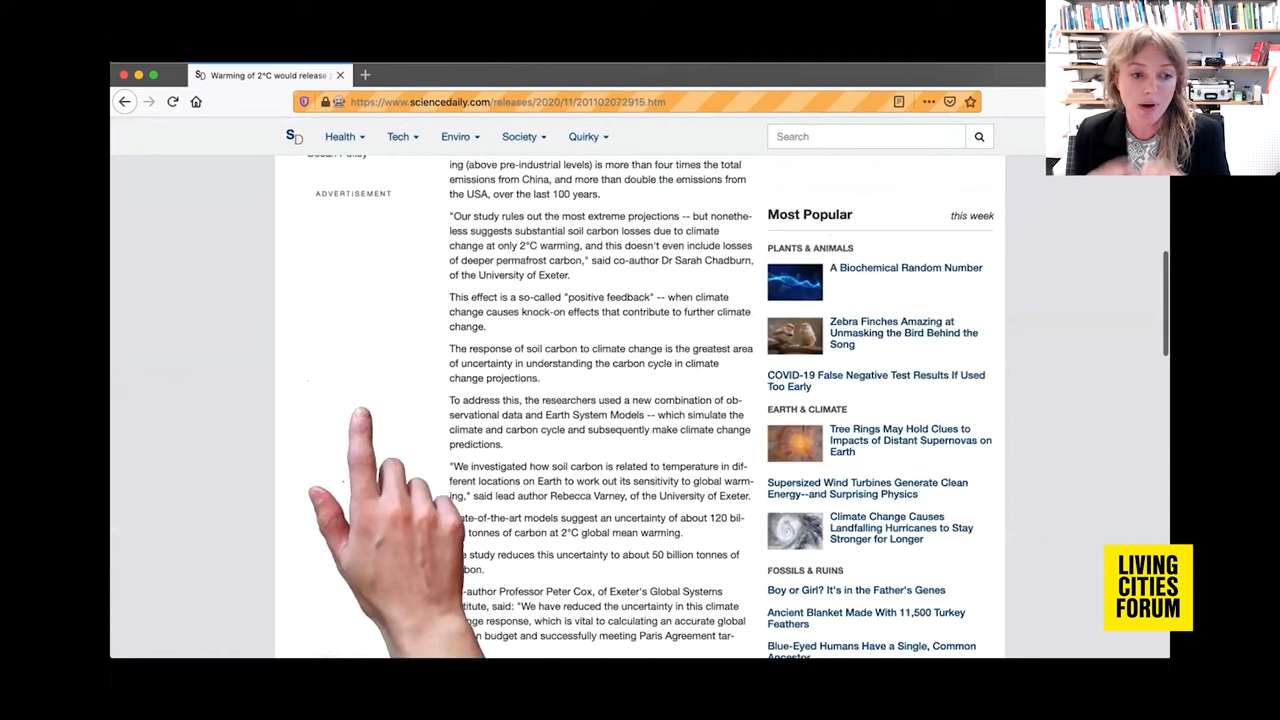 Warming of 2°C would release
https://www.sciencedaily.com/releases/2020/11/201102072915.htm
SD Health Tech Enviro Society Quirky Search
ADVERTISEMENT
ing (above pre-industrial levels) is more than four times the total
emissions from China, and more than double the emissions from
the USA, over the last 100 years.
"Our study rules out the most extreme projections -- but nonethe-
less suggests substantial soil carbon losses due to climate
change at only 2°C warming, and this doesn't even include losses
of deeper permafrost carbon," said co-author Dr Sarah Chadburn,
of the University of Exeter.
This effect is a so-called "positive feedback" -- when climate
change causes knock-on effects that contribute to further climate
change.
The response of soil carbon to climate change is the greatest area
of uncertainty in understanding the carbon cycle in climate
change projections.
To address this, the researchers used a new combination of ob-
servational data and Earth System Models -- which simulate the
climate and carbon cycle and subsequently make climate change
predictions.
"We investigated how soil carbon is related to temperature in dif-
ferent locations on Earth to work out its sensitivity to global warm-
ing," said lead author Rebecca Varney, of the University of Exeter.
ate-of-the-art models suggest an uncertainty of about 120 bil-
tonnes of carbon at 2°C global mean warming.
study reduces this uncertainty to about 50 billion tonnes of
bon.
-author Professor Peter Cox, of Exeter's Global Systems
titute, said: "We have reduced the uncertainty in this climate
nge response, which is vital to calculating an accurate global
n budget and successfully meeting Paris Agreement tar-
Most Popular this week
PLANTS & ANIMALS
A Biochemical Random Number
Zebra Finches Amazing at
Unmasking the Bird Behind the
Song
COVID-19 False Negative Test Results If Used
Too Early
EARTH & CLIMATE
Tree Rings May Hold Clues to
Impacts of Distant Supernovas on
Earth
Supersized Wind Turbines Generate Clean
Energy--and Surprising Physics
Climate Change Causes
Landfalling Hurricanes to Stay
Stronger for Longer
FOSSILS & RUINS
Boy or Girl? It's in the Father's Genes
Ancient Blanket Made With 11,500 Turkey
Feathers
Blue-Eyed Humans Have a Single, Common
Ancestor
LIVING
CITIES
FORUM